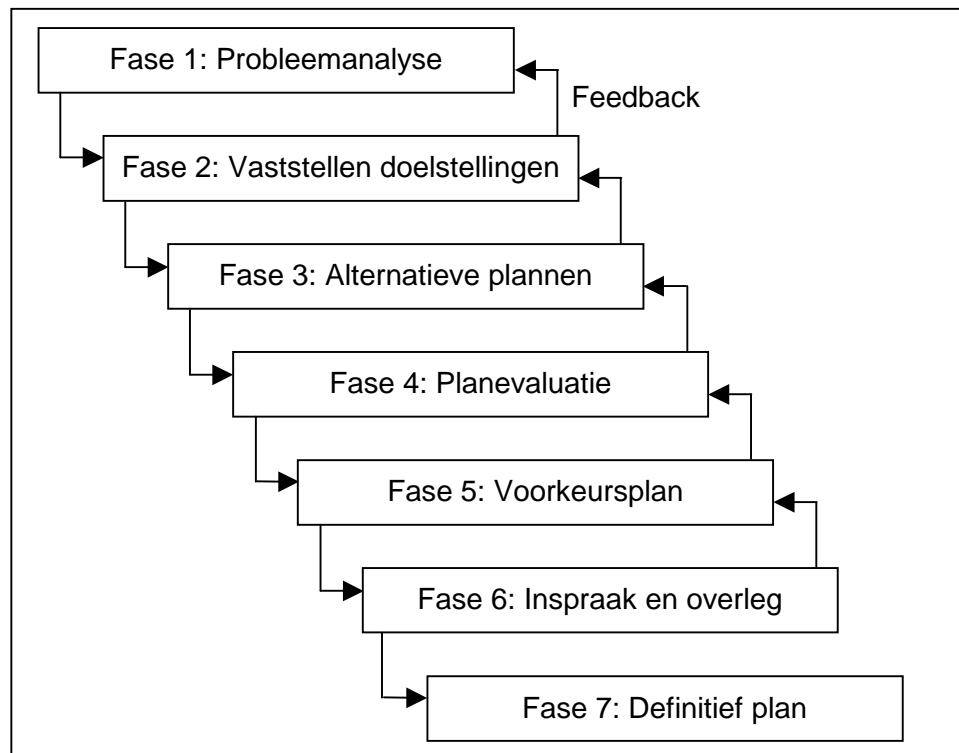 Fase 1: Probleemanalyse
Feedback
Fase 2: Vaststellen doelstellingen
Fase 3: Alternatieve plannen
Fase 4: Planevaluatie
Fase 5: Voorkeursplan
Fase 6: Inspraak en overleg
Fase 7: Definitief plan